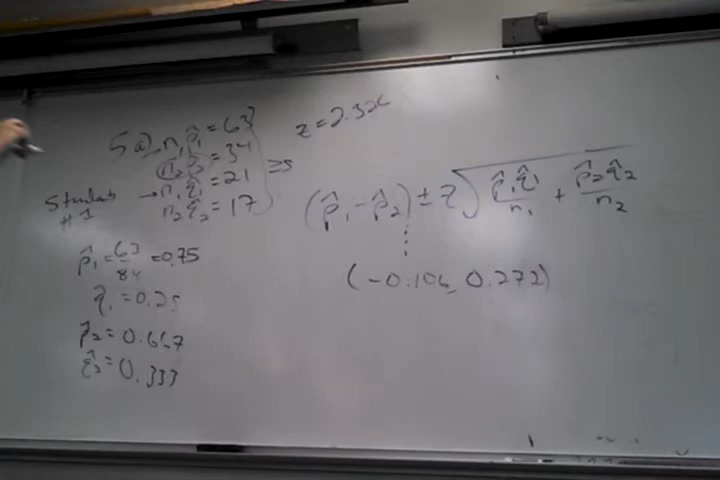 5a) n₁p̂₁ = 63
n₂p̂₂ = 34
→ n₁q̂₁ = 21
n₂q̂₂ = 17
≥5
#1
p̂₁ = 63/84 = 0.75
q̂₁ = 0.25
p̂₂ = 0.667
q̂₂ = 0.333
z = 2.326
(p̂₁ - p̂₂) ± z √(p̂₁q̂₁/n₁ + p̂₂q̂₂/n₂)
(-0.106, 0.272)